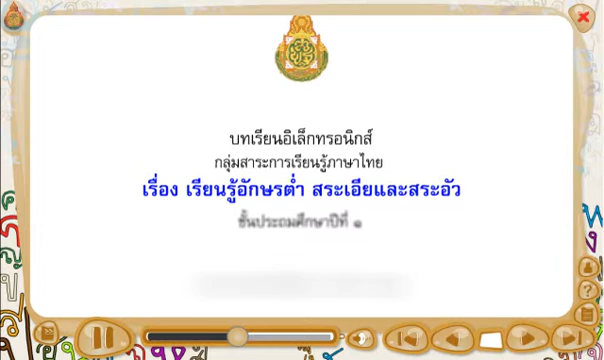 บทเรียนอิเล็กทรอนิกส์
กลุ่มสาระการเรียนรู้ภาษาไทย
เรื่อง เรียนรู้อักษรต่ำ สระเอียและสระอัว
ชั้นประถมศึกษาปีที่ ๑